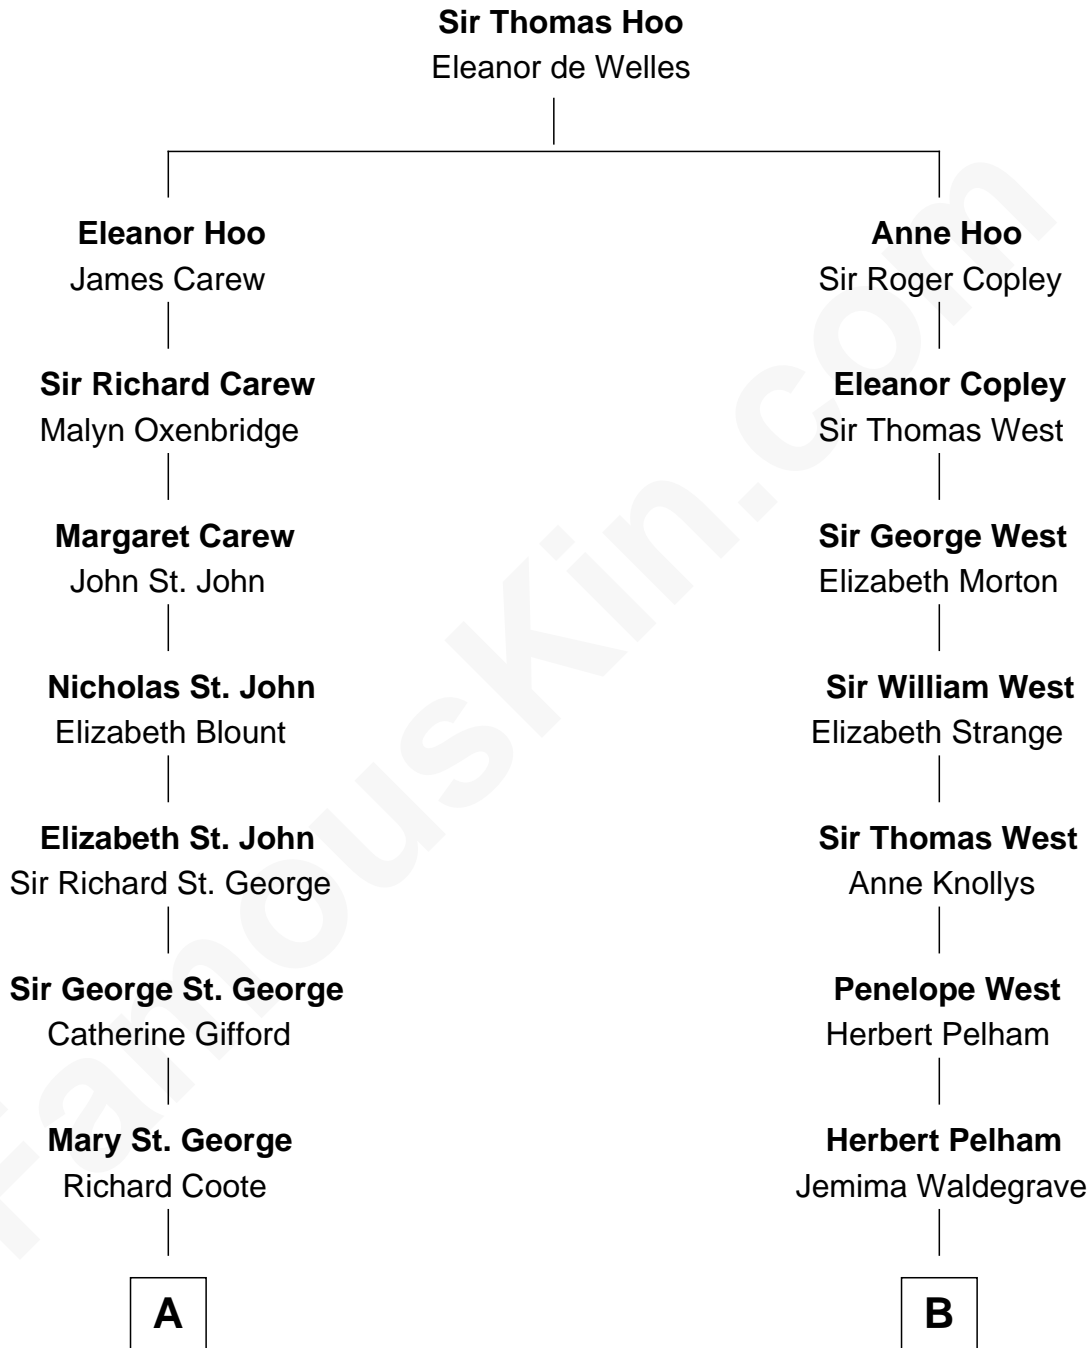 Sir Thomas Hoo
Eleanor de Welles
Eleanor Hoo
James Carew
Anne Hoo
Sir Roger Copley
Sir Richard Carew
Malyn Oxenbridge
Eleanor Copley
Sir Thomas West
Margaret Carew
John St. John
Sir George West
Elizabeth Morton
Nicholas St. John
Elizabeth Blount
Sir William West
Elizabeth Strange
Elizabeth St. John
Sir Richard St. George
Sir Thomas West
Anne Knollys
Sir George St. George
Catherine Gifford
Penelope West
Herbert Pelham
Mary St. George
Richard Coote
Herbert Pelham
Jemima Waldegrave
A
B
FamousKin.com